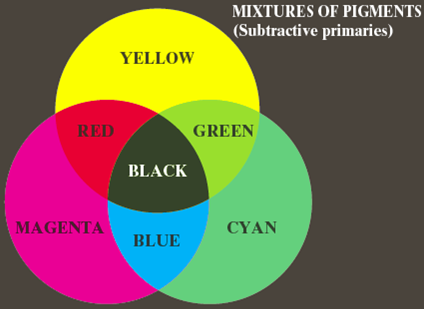 MIXTURES OF PIGMENTS
(Subtractive primaries)
YELLOW
RED
GREEN
BLACK
MAGENTA
CYAN
BLUE